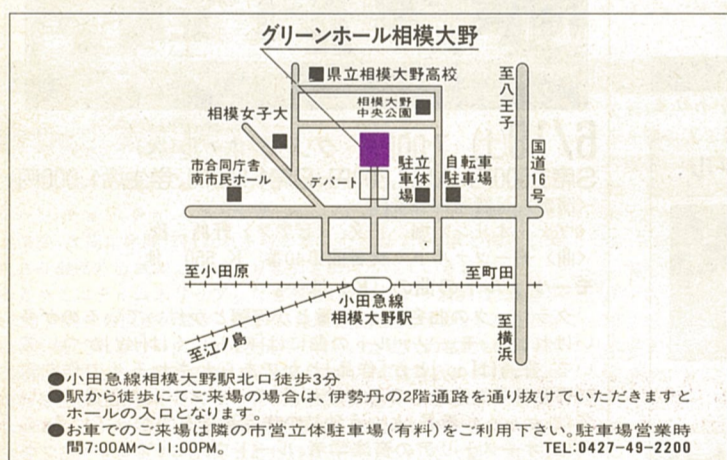 グリーンホール相模大野
県立相模大野高校
相模大野
中央公園
至八王子
相模女子大
国道16号
市合同庁舎
南市民ホール
デパート
立体
駐車場
自転車
駐車場
至小田原
至町田
小田急線
相模大野駅
至江ノ島
至横浜
●小田急線相模大野駅北口徒歩3分
●駅から徒歩にてご来場の場合は、伊勢丹の2階通路を通り抜けていただきますと
ホールの入口となります。
●お車でのご来場は隣の市営立体駐車場(有料)をご利用下さい。駐車場営業時
間7:00AM〜11:00PM。 TEL:0427-49-2200